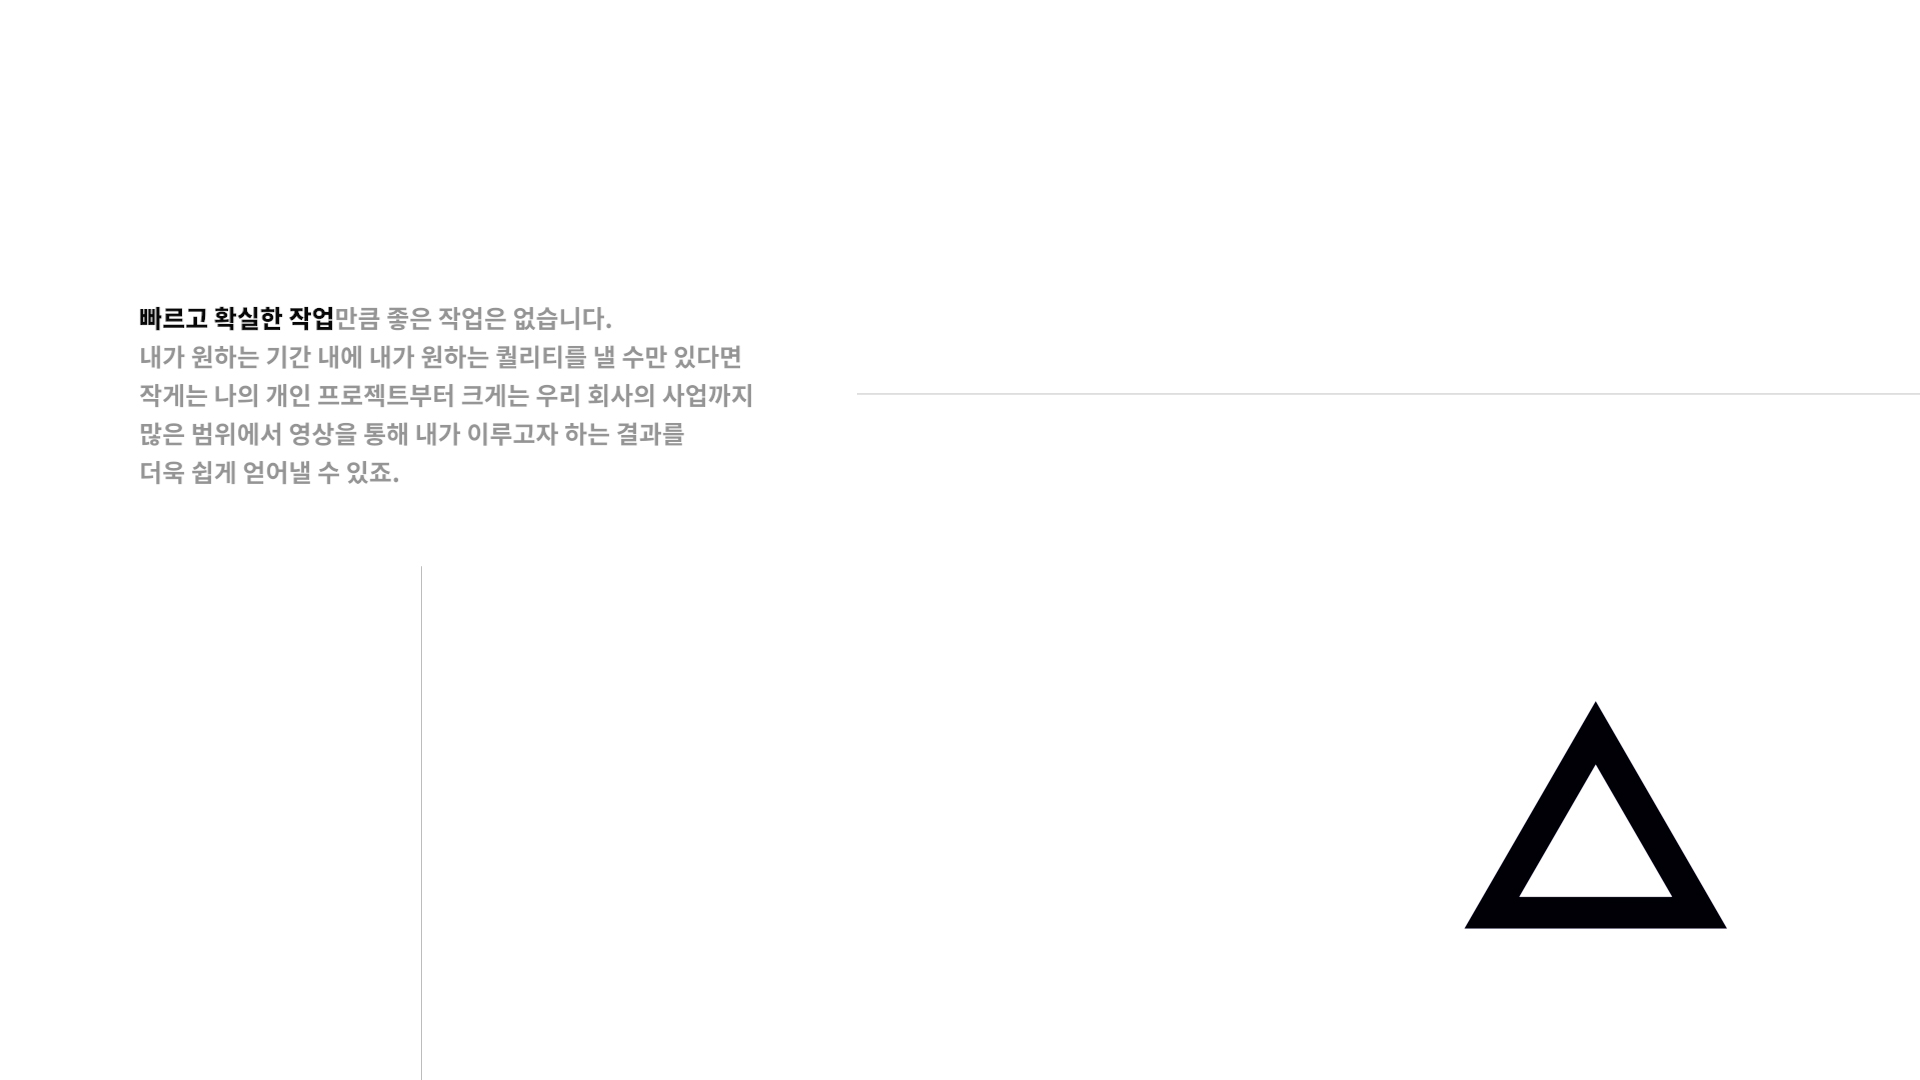 빠르고 확실한 작업만큼 좋은 작업은 없습니다.
내가 원하는 기간 내에 내가 원하는 퀄리티를 낼 수만 있다면
작게는 나의 개인 프로젝트부터 크게는 우리 회사의 사업까지
많은 범위에서 영상을 통해 내가 이루고자 하는 결과를
더욱 쉽게 얻어낼 수 있죠.